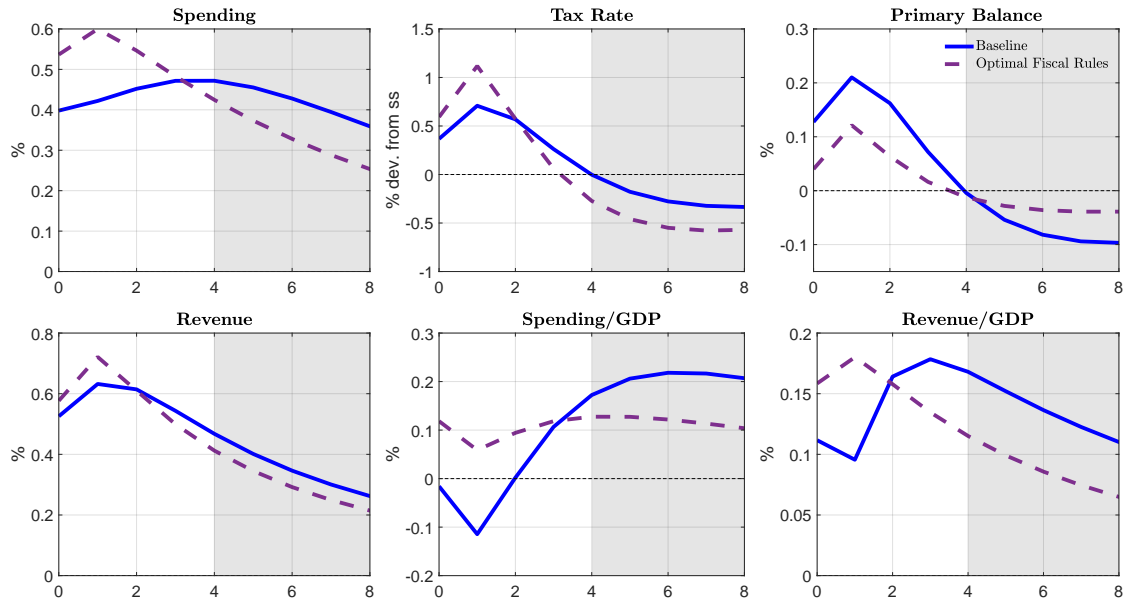 Spending
0.6
0.5
0.4
0.3
0.2
0.1
0
%
0 2 4 6 8
Tax Rate
1.5
1
0.5
0
-0.5
-1
% dev. from ss
0 2 4 6 8
Primary Balance
0.3
0.2
0.1
0
-0.1
%
Baseline
Optimal Fiscal Rules
0 2 4 6 8
Revenue
0.8
0.6
0.4
0.2
0
%
0 2 4 6 8
Spending/GDP
0.3
0.2
0.1
0
-0.1
-0.2
%
0 2 4 6 8
Revenue/GDP
0.2
0.15
0.1
0.05
0
%
0 2 4 6 8